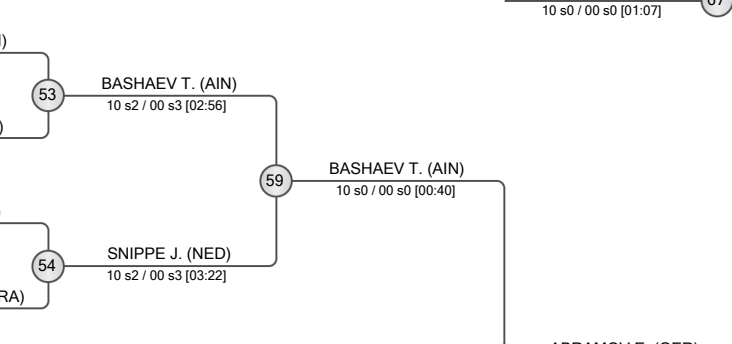 10 s0 / 00 s0 [01:07]
53
BASHAEV T. (AIN)
10 s2 / 00 s3 [02:56]
59
BASHAEV T. (AIN)
10 s0 / 00 s0 [00:40]
54
SNIPPE J. (NED)
10 s2 / 00 s3 [03:22]
RA)